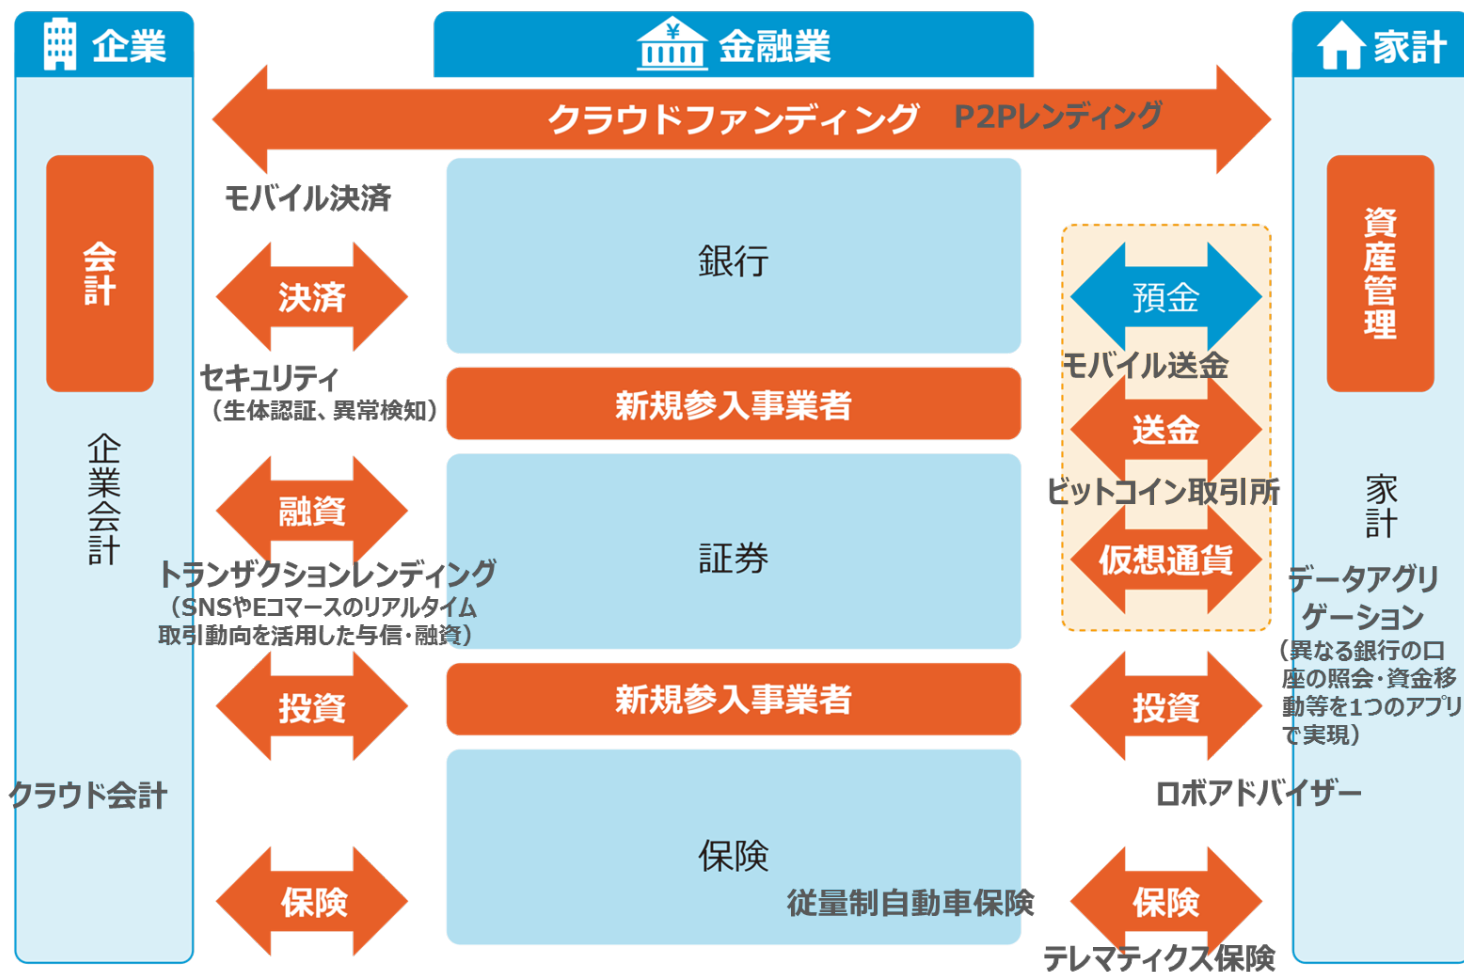 企業
金融業
家計
クラウドファンディング
P2Pレンディング
モバイル決済
会計
決済
セキュリティ
（生体認証、異常検知）
企業会計
融資
トランザクションレンディング
（SNSやEコマースのリアルタイム
取引動向を活用した与信・融資）
投資
クラウド会計
保険
銀行
新規参入事業者
証券
新規参入事業者
保険
従量制自動車保険
預金
モバイル送金
送金
ビットコイン取引所
仮想通貨
投資
ロボアドバイザー
保険
テレマティクス保険
資産管理
家計
データアグリ
ゲーション
（異なる銀行の口
座の照会・資金移
動等を1つのアプリ
で実現）